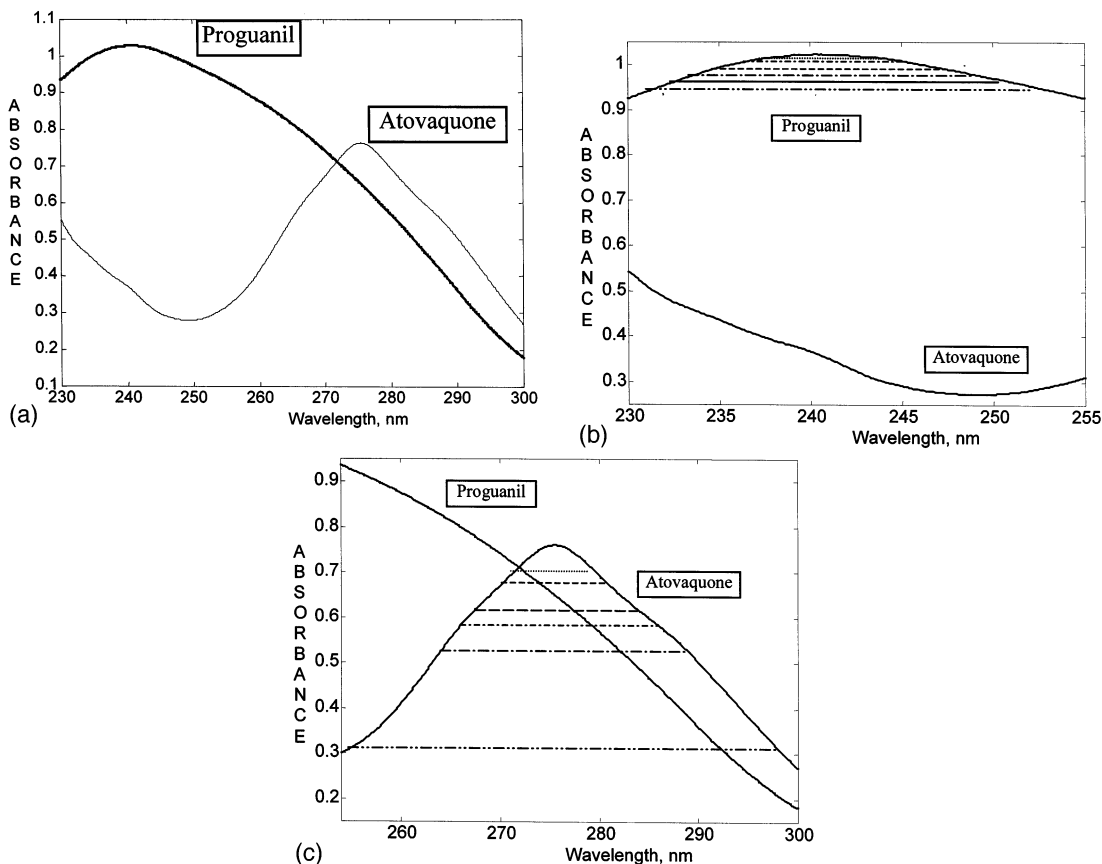 1.1
1
0.9
0.8
0.7
0.6
0.5
0.4
0.3
0.2
0.1
ABSORBANCE
Proguanil
Atovaquone
230 240 250 260 270 280 290 300
Wavelength, nm
(a)
1
0.9
0.8
0.7
0.6
0.5
0.4
0.3
ABSORBANCE
Proguanil
Atovaquone
230 235 240 245 250 255
Wavelength, nm
(b)
0.9
0.8
0.7
0.6
0.5
0.4
0.3
0.2
ABSORBANCE
Proguanil
Atovaquone
260 270 280 290 300
Wavelength, nm
(c)